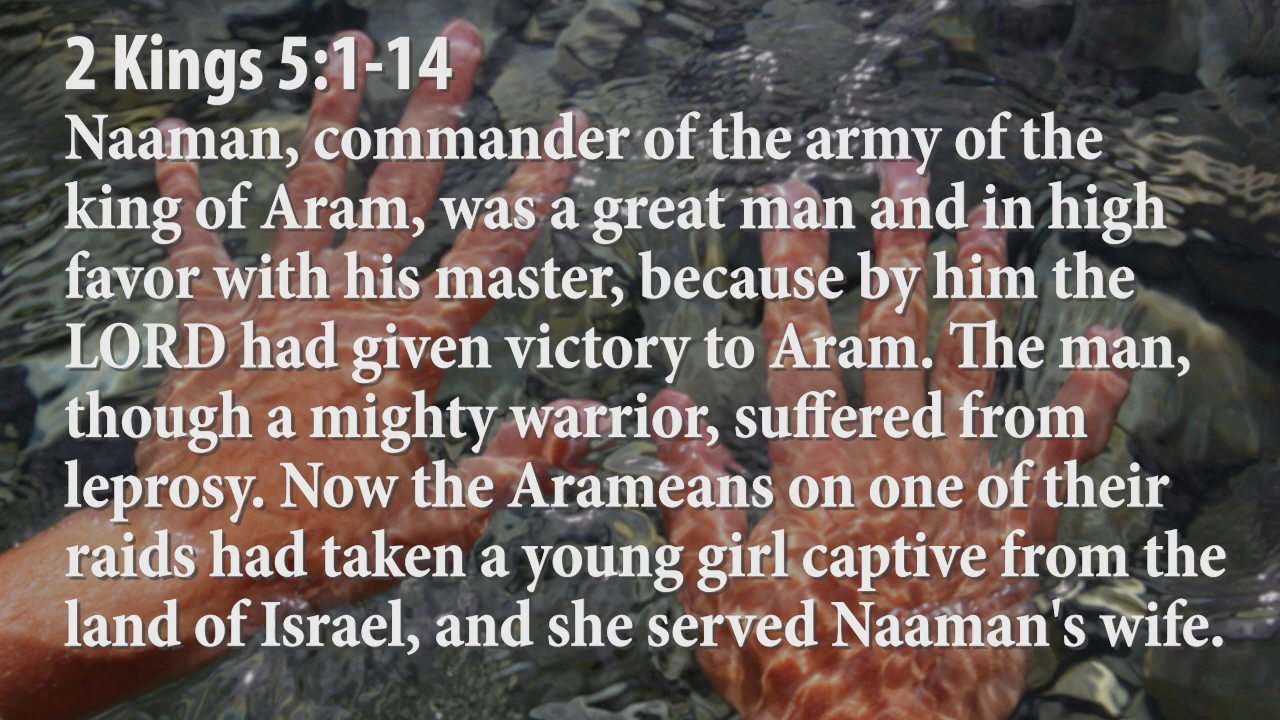 2 Kings 5:1-14
Naaman, commander of the army of the
king of Aram, was a great man and in high
favor with his master, because by him the
LORD had given victory to Aram. The man,
though a mighty warrior, suffered from
leprosy. Now the Arameans on one of their
raids had taken a young girl captive from the
land of Israel, and she served Naaman's wife.